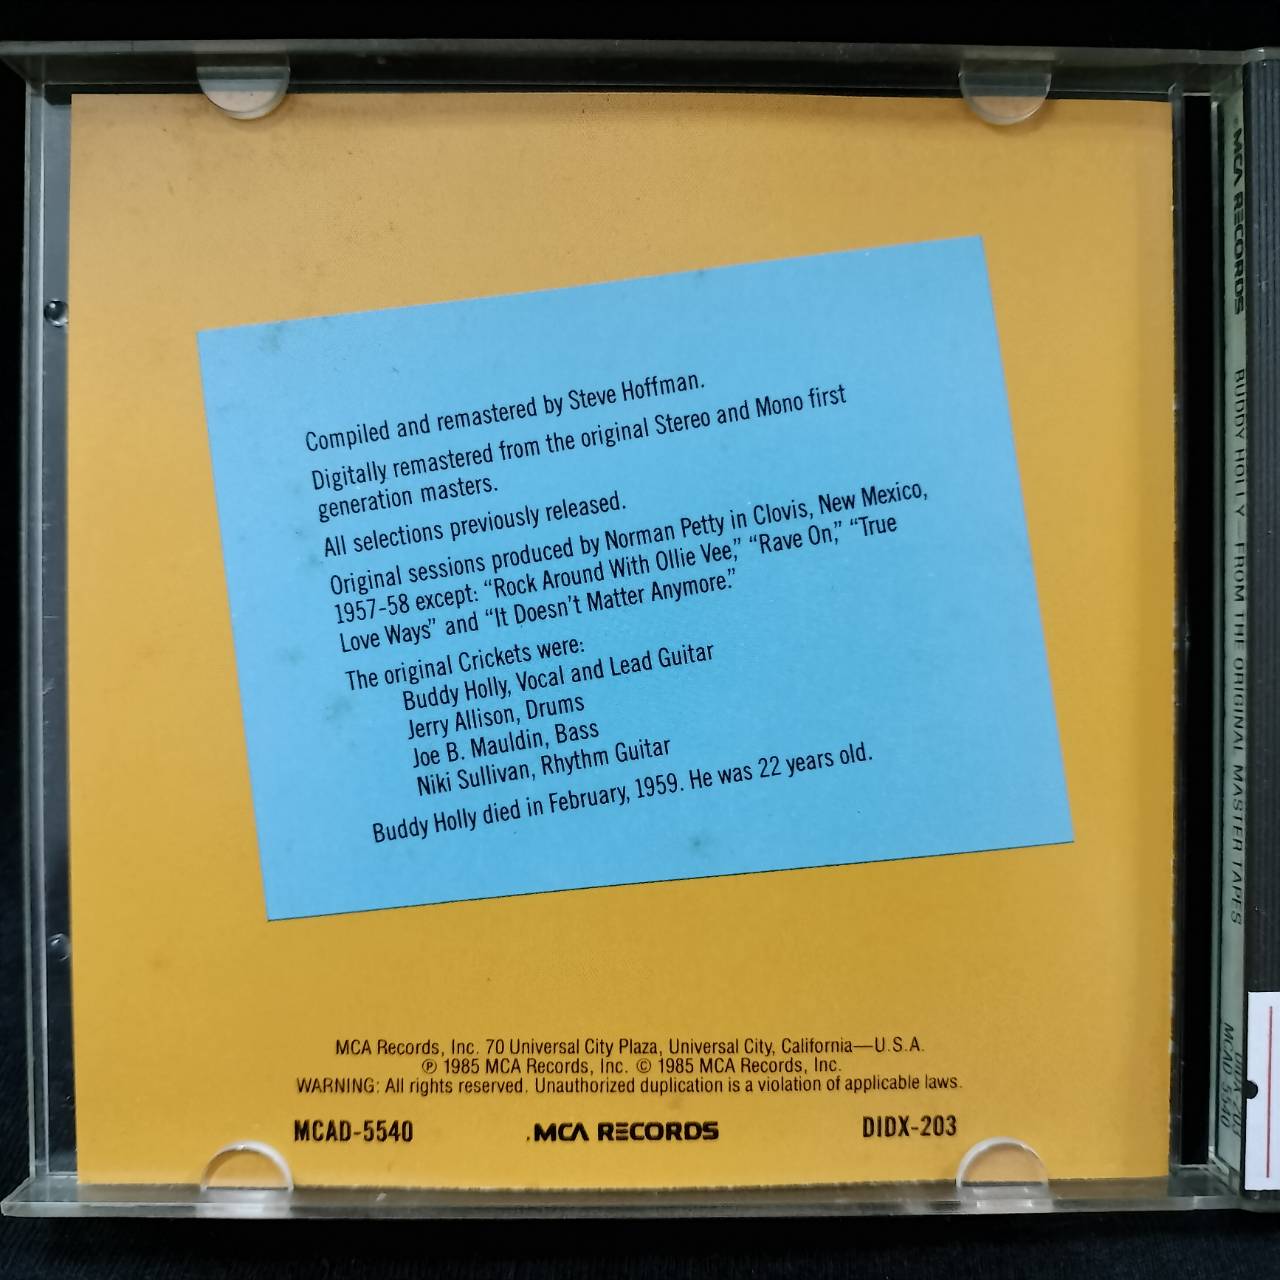 Compiled and remastered by Steve Hoffman.
Digitally remastered from the original Stereo and Mono first
generation masters.
All selections previously released.
Original sessions produced by Norman Petty in Clovis, New Mexico,
1957-58 except: “Rock Around With Ollie Vee,” “Rave On,” “True
Love Ways” and “It Doesn’t Matter Anymore.”
The original Crickets were:
Buddy Holly, Vocal and Lead Guitar
Jerry Allison, Drums
Joe B. Mauldin, Bass
Niki Sullivan, Rhythm Guitar
Buddy Holly died in February, 1959. He was 22 years old.
MCA Records, Inc. 70 Universal City Plaza, Universal City, California—U.S.A.
℗ 1985 MCA Records, Inc. © 1985 MCA Records, Inc.
WARNING: All rights reserved. Unauthorized duplication is a violation of applicable laws.
MCAD-5540 MCA RECORDS DIDX-203
MCA RECORDS BUDDY HOLLY—FROM THE ORIGINAL MASTER TAPES
DIDX-203
MCAD 5540